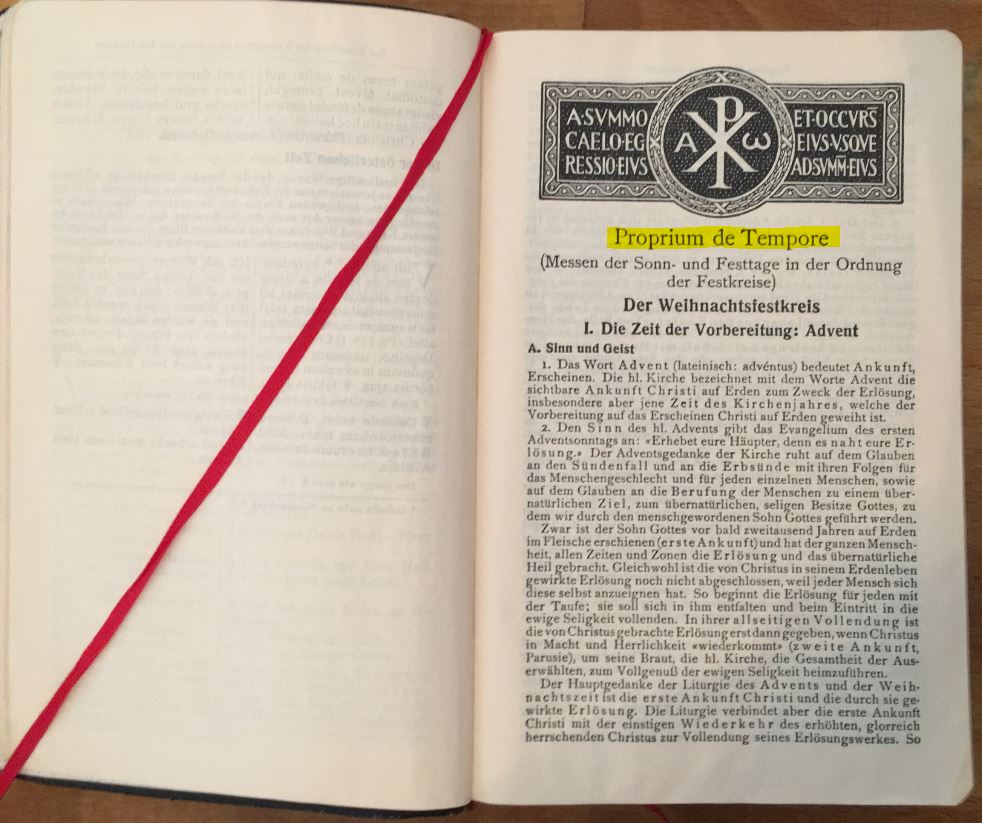 A·SVMMO
CAELO·EG
RESSIO·EIVS
A
ω
ET·OCCVRS̄
EIVS·VSQVE
AD·SVMM̄·EIVS
Proprium de Tempore
(Messen der Sonn- und Festtage in der Ordnung
der Festkreise)
Der Weihnachtsfestkreis
I. Die Zeit der Vorbereitung: Advent
A. Sinn und Geist
1. Das Wort Advent (lateinisch: advéntus) bedeutet Ankunft,
Erscheinen. Die hl. Kirche bezeichnet mit dem Worte Advent die
sichtbare Ankunft Christi auf Erden zum Zweck der Erlösung,
insbesondere aber jene Zeit des Kirchenjahres, welche der
Vorbereitung auf das Erscheinen Christi auf Erden geweiht ist.
2. Den Sinn des hl. Advents gibt das Evangelium des ersten
Adventsonntags an: «Erhebet eure Häupter, denn es naht eure Er-
lösung.» Der Adventsgedanke der Kirche ruht auf dem Glauben
an den Sündenfall und an die Erbsünde mit ihren Folgen für
das Menschengeschlecht und für jeden einzelnen Menschen, sowie
auf dem Glauben an die Berufung der Menschen zu einem über-
natürlichen Ziel, zum übernatürlichen, seligen Besitze Gottes, zu
dem wir durch den menschgewordenen Sohn Gottes geführt werden.
Zwar ist der Sohn Gottes vor bald zweitausend Jahren auf Erden
im Fleische erschienen (erste Ankunft) und hat der ganzen Mensch-
heit, allen Zeiten und Zonen die Erlösung und das übernatürliche
Heil gebracht. Gleichwohl ist die von Christus in seinem Erdenleben
gewirkte Erlösung noch nicht abgeschlossen, weil jeder Mensch sich
diese selbst anzueignen hat. So beginnt die Erlösung für jeden mit
der Taufe; sie soll sich in ihm entfalten und beim Eintritt in die
ewige Seligkeit vollenden. In ihrer allseitigen Vollendung ist
die von Christus gebrachte Erlösung erst dann gegeben, wenn Christus
in Macht und Herrlichkeit «wiederkommt» (zweite Ankunft,
Parusie), um seine Braut, die hl. Kirche, die Gesamtheit der Aus-
erwählten, zum Vollgenuß der ewigen Seligkeit heimzuführen.
Der Hauptgedanke der Liturgie des Advents und der Weih-
nachtszeit ist die erste Ankunft Christi und die durch sie ge-
wirkte Erlösung. Die Liturgie verbindet aber die erste Ankunft
Christi mit der einstigen Wiederkehr des erhöhten, glorreich
herrschenden Christus zur Vollendung seines Erlösungswerkes. So